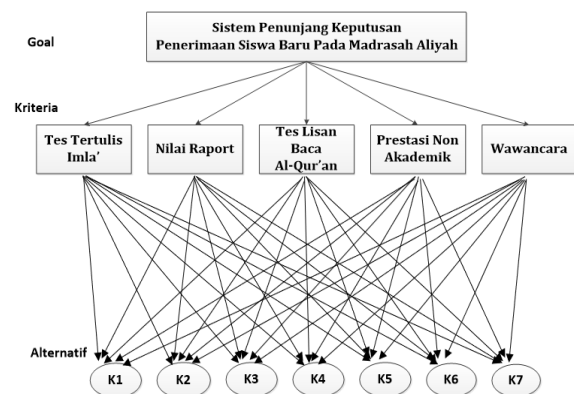 Goal
Sistem Penunjang Keputusan
Penerimaan Siswa Baru Pada Madrasah Aliyah
Kriteria
Tes Tertulis
Imla'
Nilai Raport
Tes Lisan
Baca
Al-Qur'an
Prestasi Non
Akademik
Wawancara
Alternatif
K1
K2
K3
K4
K5
K6
K7